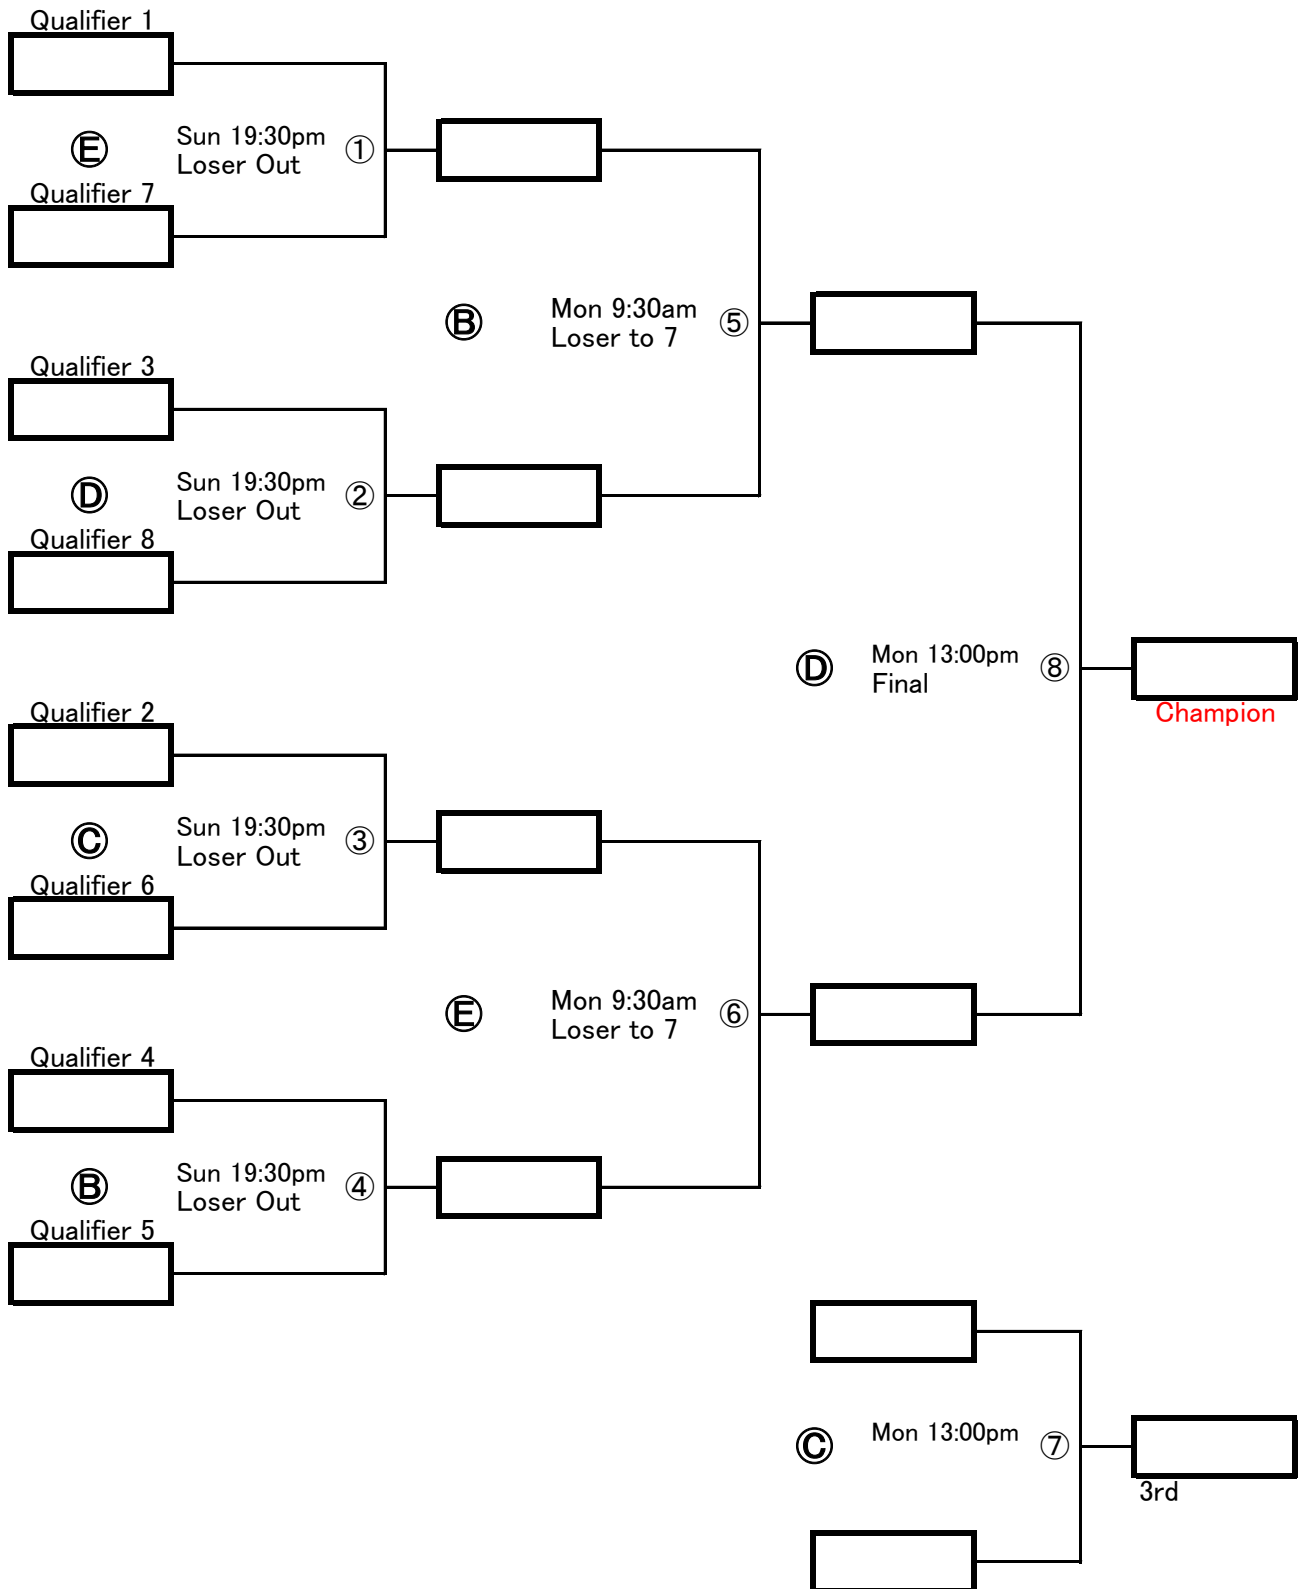 Qualifier 1
Ⓔ
Sun 19:30pm
Loser Out
①
Qualifier 7
Ⓑ
Mon 9:30am
Loser to 7
⑤
Qualifier 3
Ⓓ
Sun 19:30pm
Loser Out
②
Qualifier 8
Ⓓ
Mon 13:00pm
Final
⑧
Champion
Qualifier 2
Ⓒ
Sun 19:30pm
Loser Out
③
Qualifier 6
Ⓔ
Mon 9:30am
Loser to 7
⑥
Qualifier 4
Ⓑ
Sun 19:30pm
Loser Out
④
Qualifier 5
Ⓒ
Mon 13:00pm
⑦
3rd